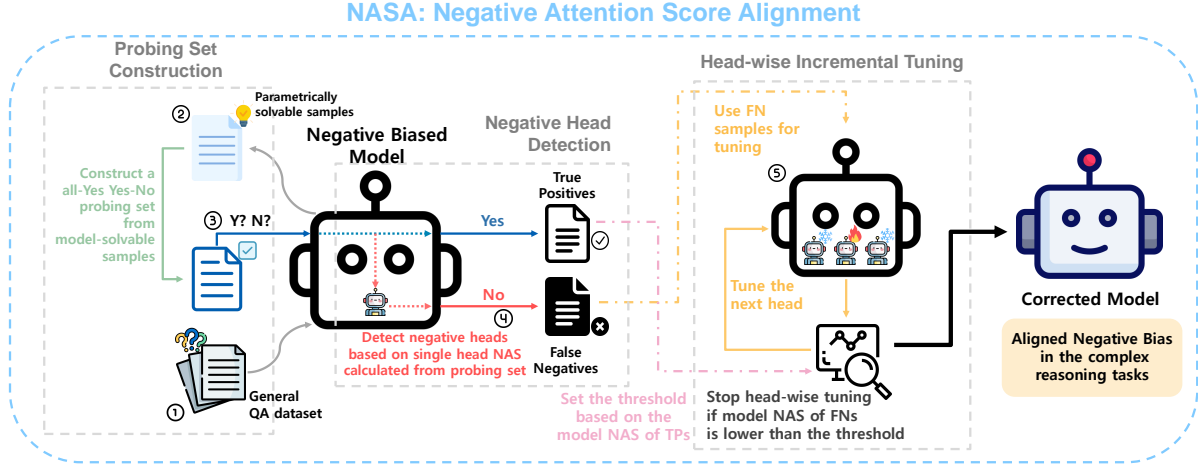 NASA: Negative Attention Score Alignment
Probing Set
Construction
②
Parametrically
solvable samples
Construct a
all-Yes Yes-No
probing set
from
model-solvable
samples
③
Y? N?
①
General
QA dataset
Negative Biased
Model
Negative Head
Detection
Yes
True
Positives
No
④
False
Negatives
Detect negative heads
based on single head NAS
calculated from probing set
Set the threshold
based on the
model NAS of TPs
Head-wise Incremental Tuning
Use FN
samples for
tuning
⑤
Tune the
next head
Stop head-wise tuning
if model NAS of FNs
is lower than the threshold
Corrected Model
Aligned Negative Bias
in the complex
reasoning tasks